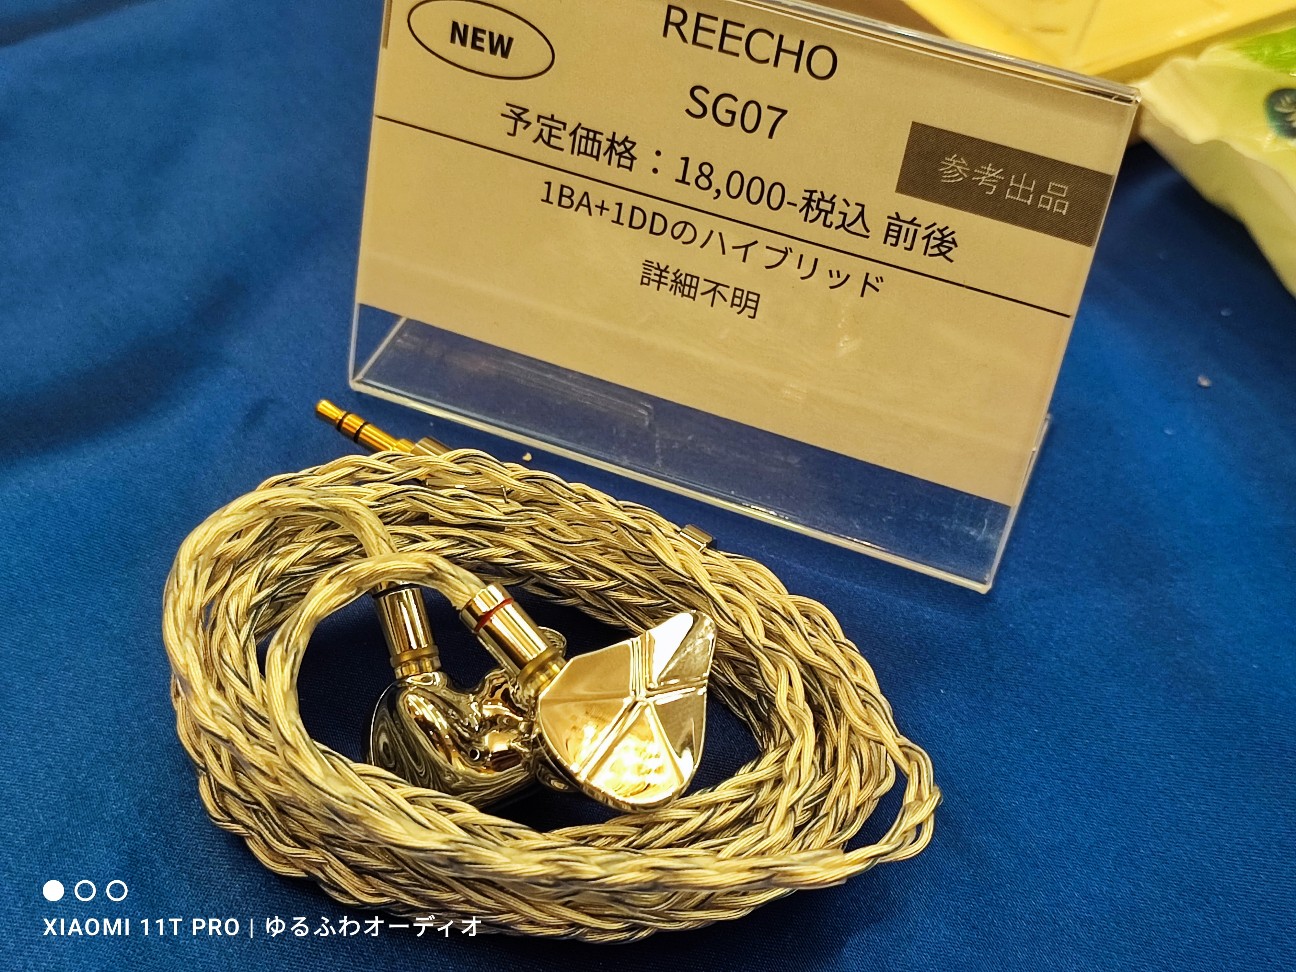 NEW
REECHO
SG07
予定価格：18,000-税込 前後
参考出品
1BA+1DDのハイブリッド
詳細不明
XIAOMI 11T PRO | ゆるふわオーディオ